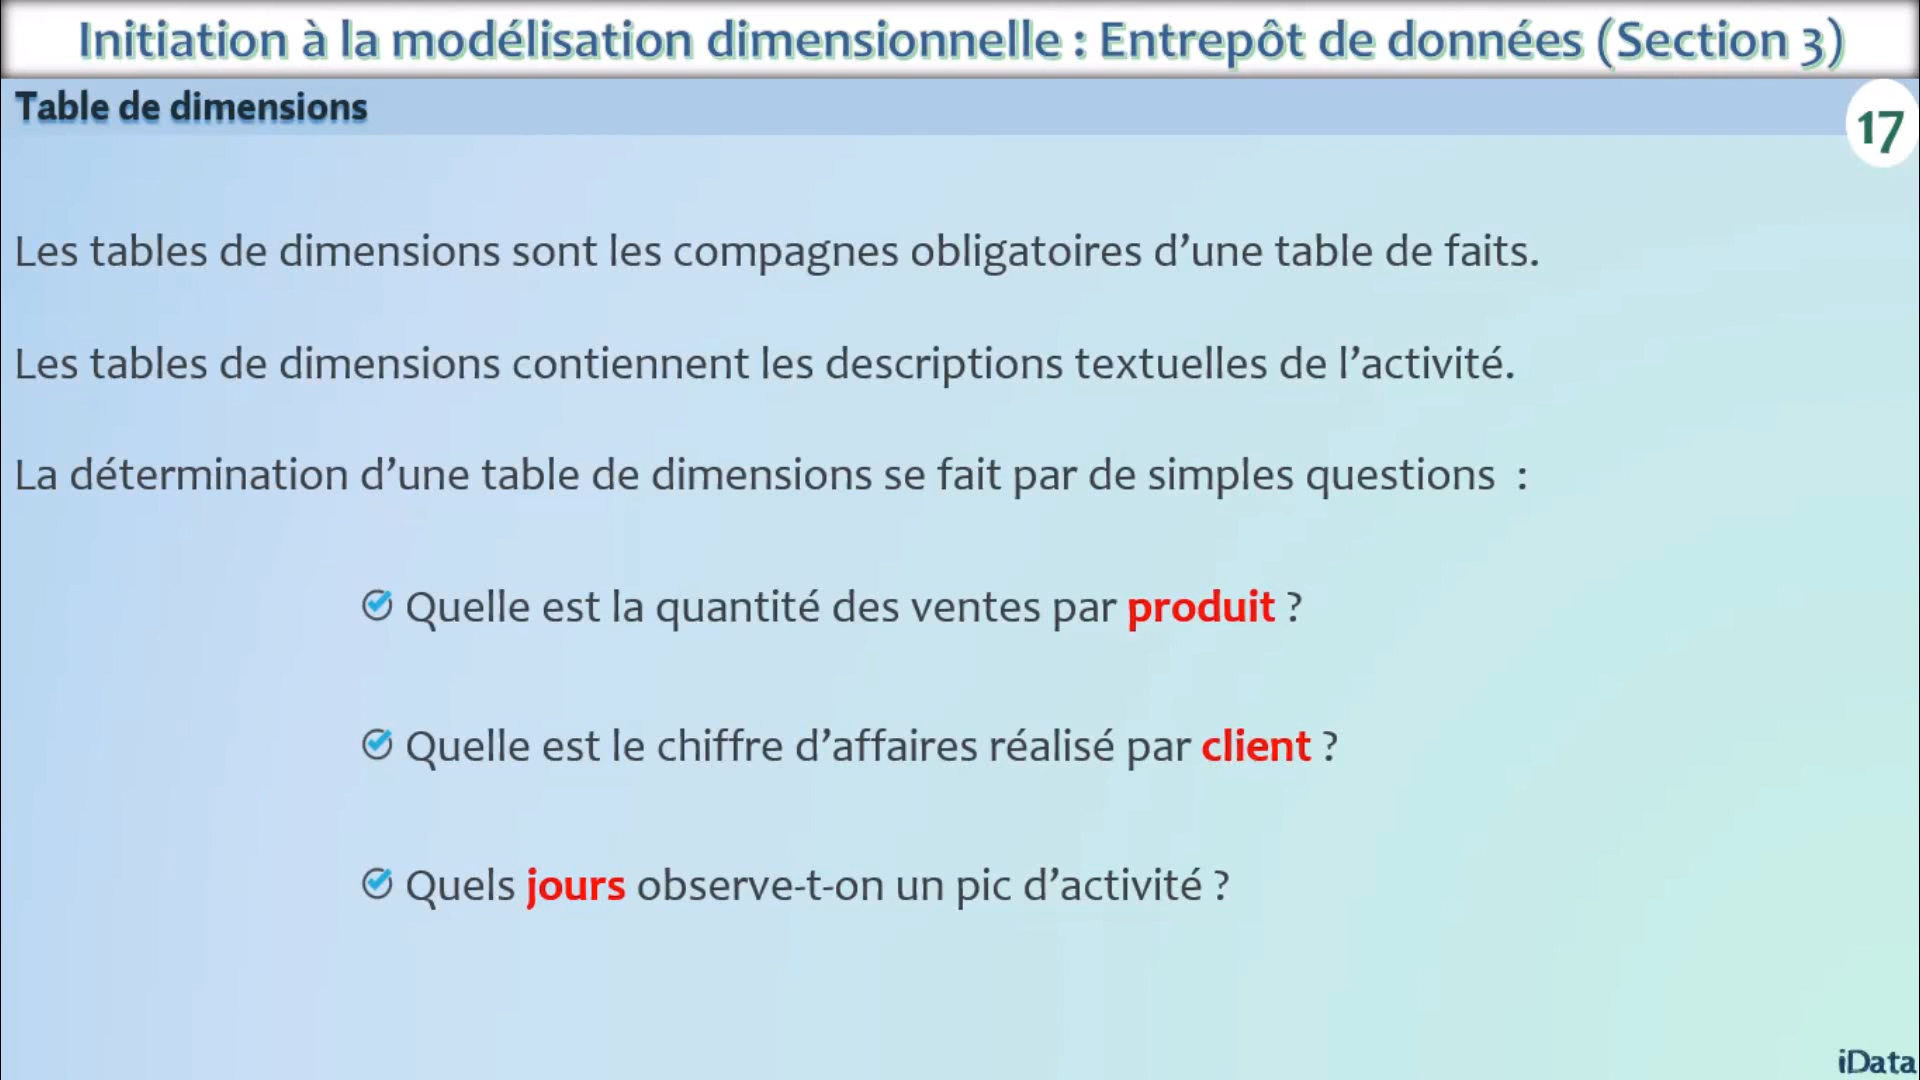 Initiation à la modélisation dimensionnelle : Entrepôt de données (Section 3)
Table de dimensions
17
Les tables de dimensions sont les compagnes obligatoires d’une table de faits.
Les tables de dimensions contiennent les descriptions textuelles de l’activité.
La détermination d’une table de dimensions se fait par de simples questions :
Quelle est la quantité des ventes par produit ?
Quelle est le chiffre d’affaires réalisé par client ?
Quels jours observe-t-on un pic d’activité ?
iData